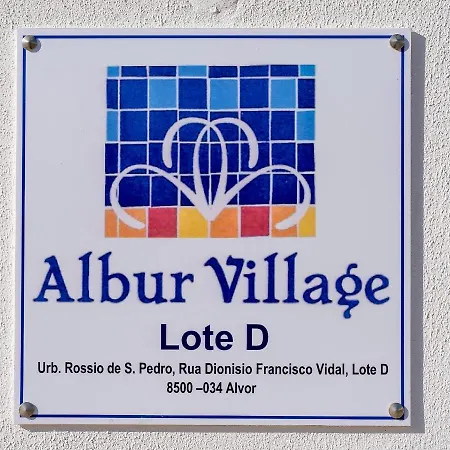 Albur Village
Lote D
Urb. Rossio de S. Pedro, Rua Dionisio Francisco Vidal, Lote D
8500 –034 Alvor